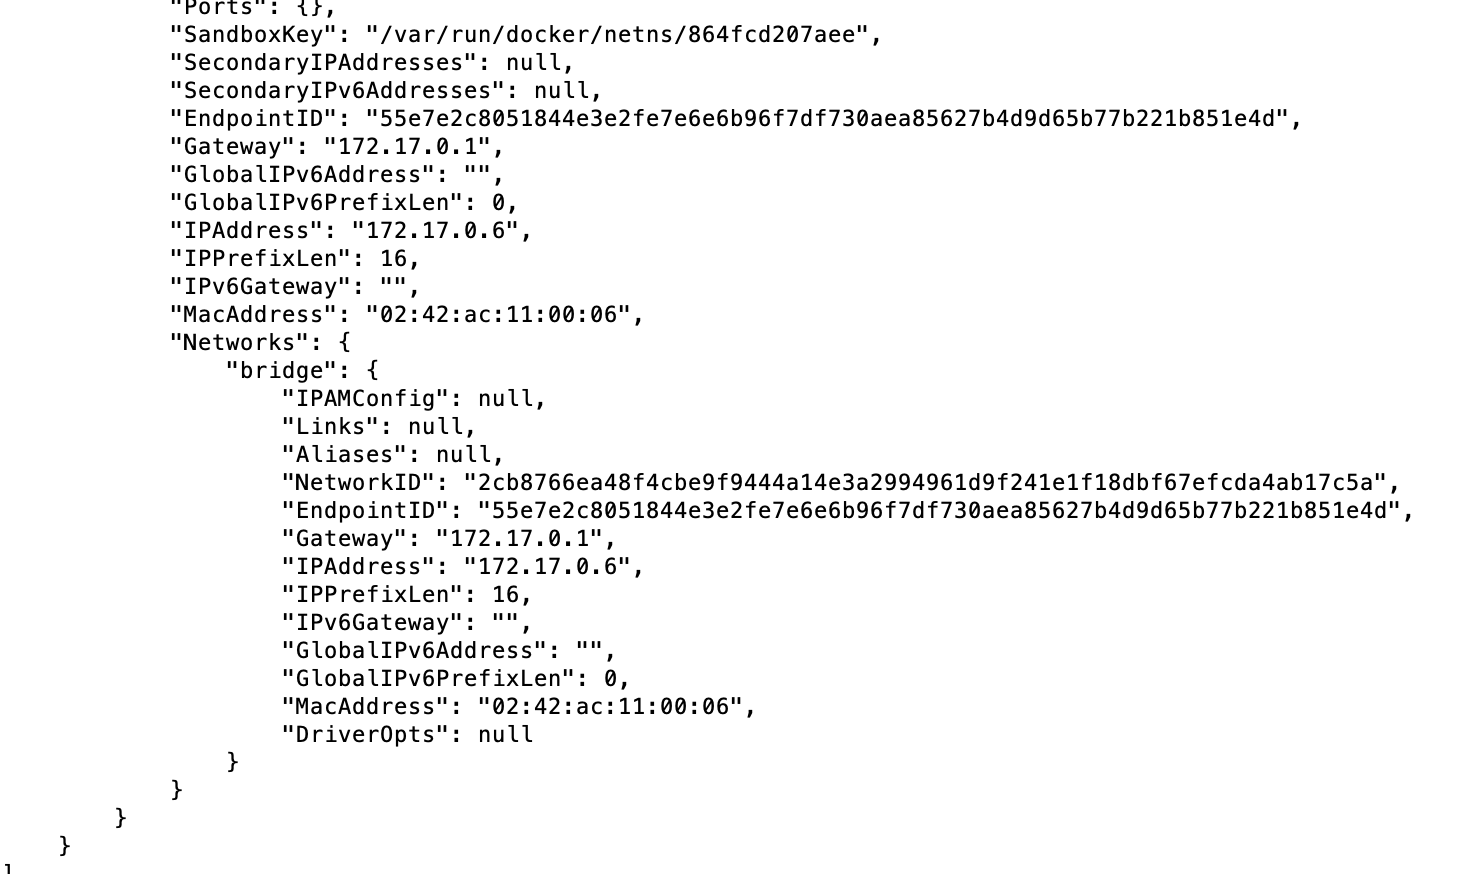 "Ports": {},
"SandboxKey": "/var/run/docker/netns/864fcd207aee",
"SecondaryIPAddresses": null,
"SecondaryIPv6Addresses": null,
"EndpointID": "55e7e2c8051844e3e2fe7e6e6b96f7df730aea85627b4d9d65b77b221b851e4d",
"Gateway": "172.17.0.1",
"GlobalIPv6Address": "",
"GlobalIPv6PrefixLen": 0,
"IPAddress": "172.17.0.6",
"IPPrefixLen": 16,
"IPv6Gateway": "",
"MacAddress": "02:42:ac:11:00:06",
"Networks": {
"bridge": {
"IPAMConfig": null,
"Links": null,
"Aliases": null,
"NetworkID": "2cb8766ea48f4cbe9f9444a14e3a2994961d9f241e1f18dbf67efcda4ab17c5a",
"EndpointID": "55e7e2c8051844e3e2fe7e6e6b96f7df730aea85627b4d9d65b77b221b851e4d",
"Gateway": "172.17.0.1",
"IPAddress": "172.17.0.6",
"IPPrefixLen": 16,
"IPv6Gateway": "",
"GlobalIPv6Address": "",
"GlobalIPv6PrefixLen": 0,
"MacAddress": "02:42:ac:11:00:06",
"DriverOpts": null
}
}
}
}
]